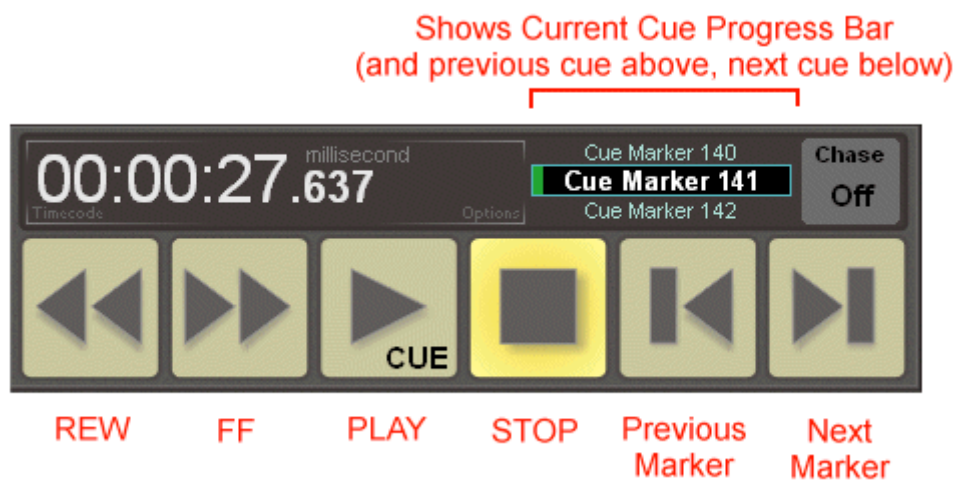 Shows Current Cue Progress Bar
(and previous cue above, next cue below)
00:00:27.637
millisecond
Timecode
Options
Cue Marker 140
Cue Marker 141
Cue Marker 142
Chase
Off
CUE
REW
FF
PLAY
STOP
Previous
Marker
Next
Marker